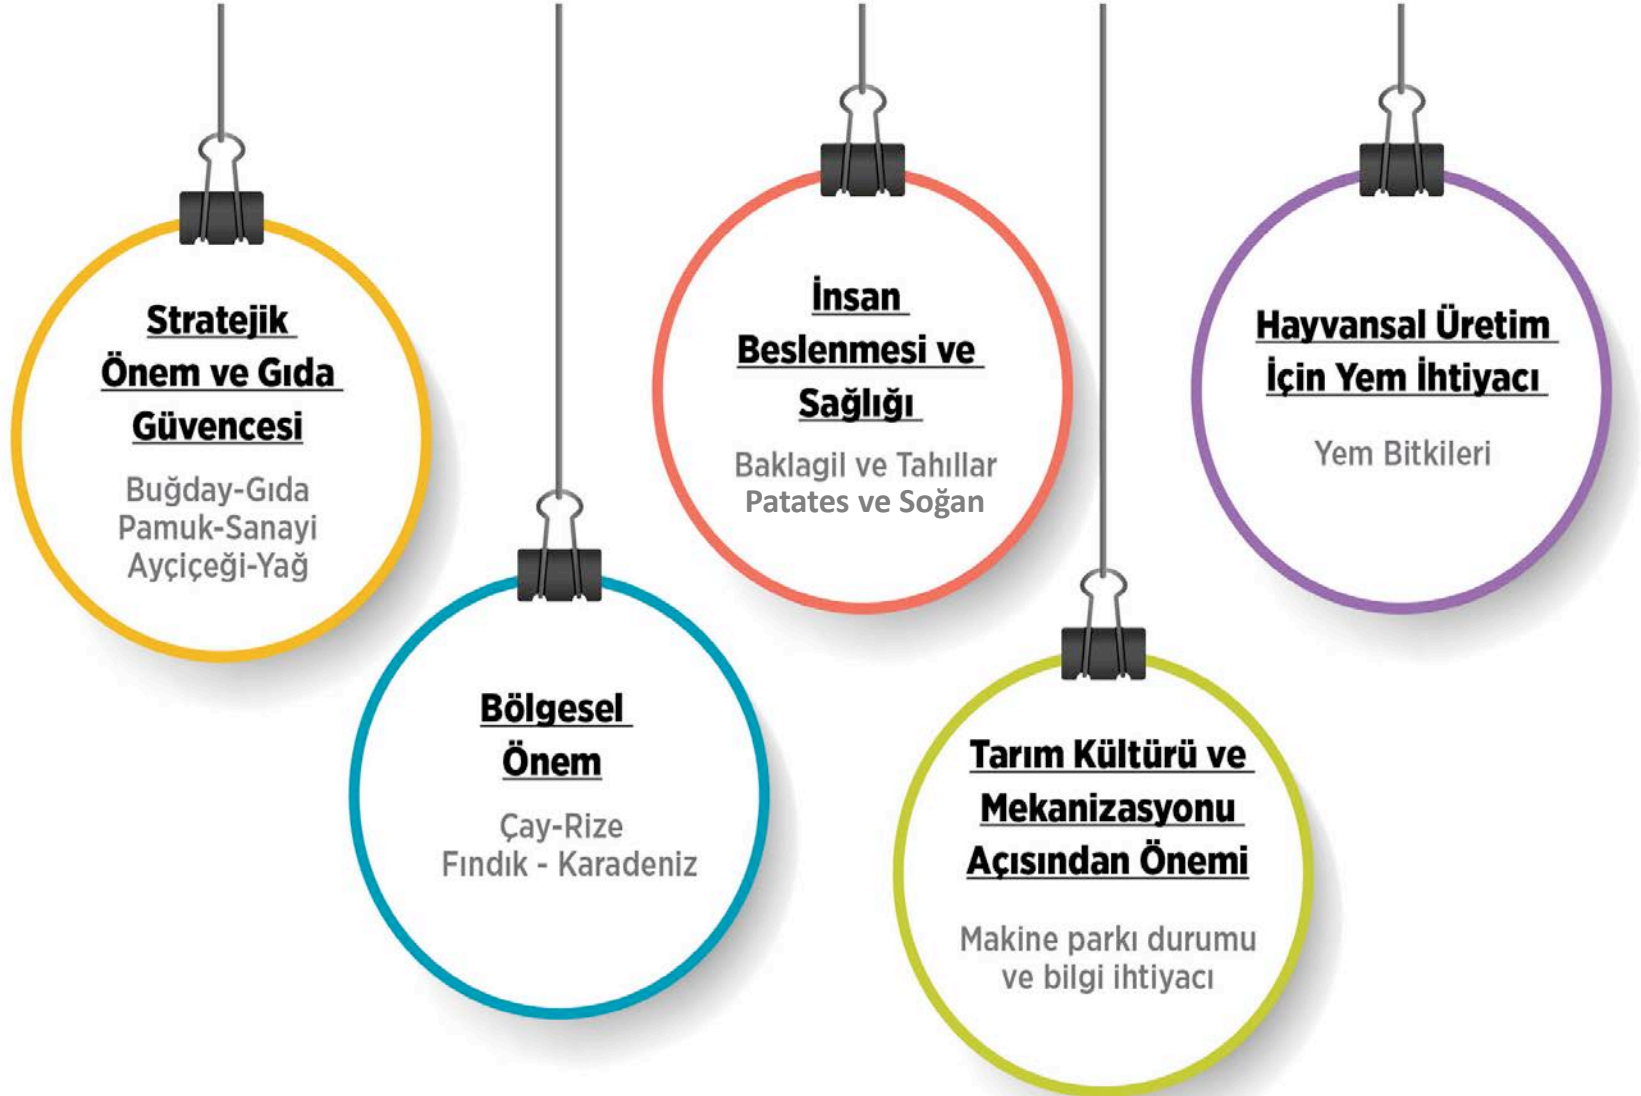 Stratejik
Önem ve Gıda
Güvencesi
Buğday-Gıda
Pamuk-Sanayi
Ayçiçeği-Yağ
Bölgesel
Önem
Çay-Rize
Fındık - Karadeniz
İnsan
Beslenmesi ve
Sağlığı
Baklagil ve Tahıllar
Patates ve Soğan
Tarım Kültürü ve
Mekanizasyonu
Açısından Önemi
Makine parkı durumu
ve bilgi ihtiyacı
Hayvansal Üretim
İçin Yem İhtiyacı
Yem Bitkileri